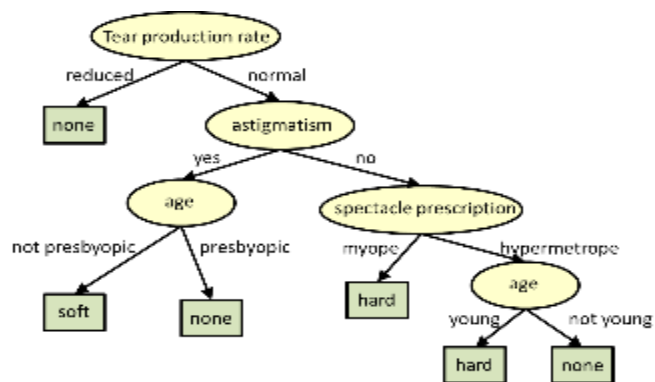 Tear production rate
reduced
normal
none
astigmatism
yes
no
age
spectacle prescription
not presbyopic
presbyopic
myope
hypermetrope
soft
none
hard
age
young
not young
hard
none